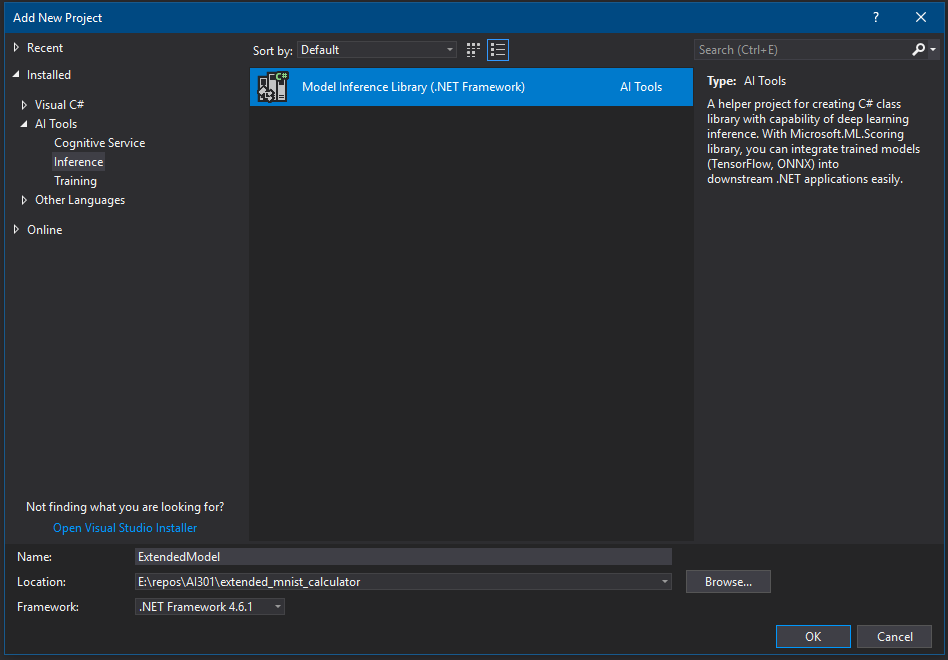 Add New Project
?
Recent
Installed
Visual C#
AI Tools
Cognitive Service
Inference
Training
Other Languages
Online
Not finding what you are looking for?
Open Visual Studio Installer
Sort by: Default
C#
Model Inference Library (.NET Framework) AI Tools
Search (Ctrl+E)
Type: AI Tools
A helper project for creating C# class
library with capability of deep learning
inference. With Microsoft.ML.Scoring
library, you can integrate trained models
(TensorFlow, ONNX) into
downstream .NET applications easily.
Name: ExtendedModel
Location: E:\repos\AI301\extended_mnist_calculator
Browse...
Framework: .NET Framework 4.6.1
OK
Cancel